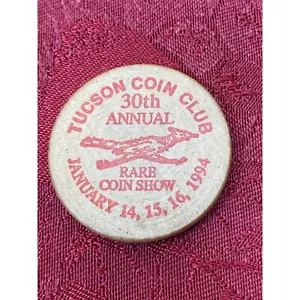 TUCSON COIN CLUB
30th
ANNUAL
RARE
COIN SHOW
JANUARY 14, 15, 16, 1994